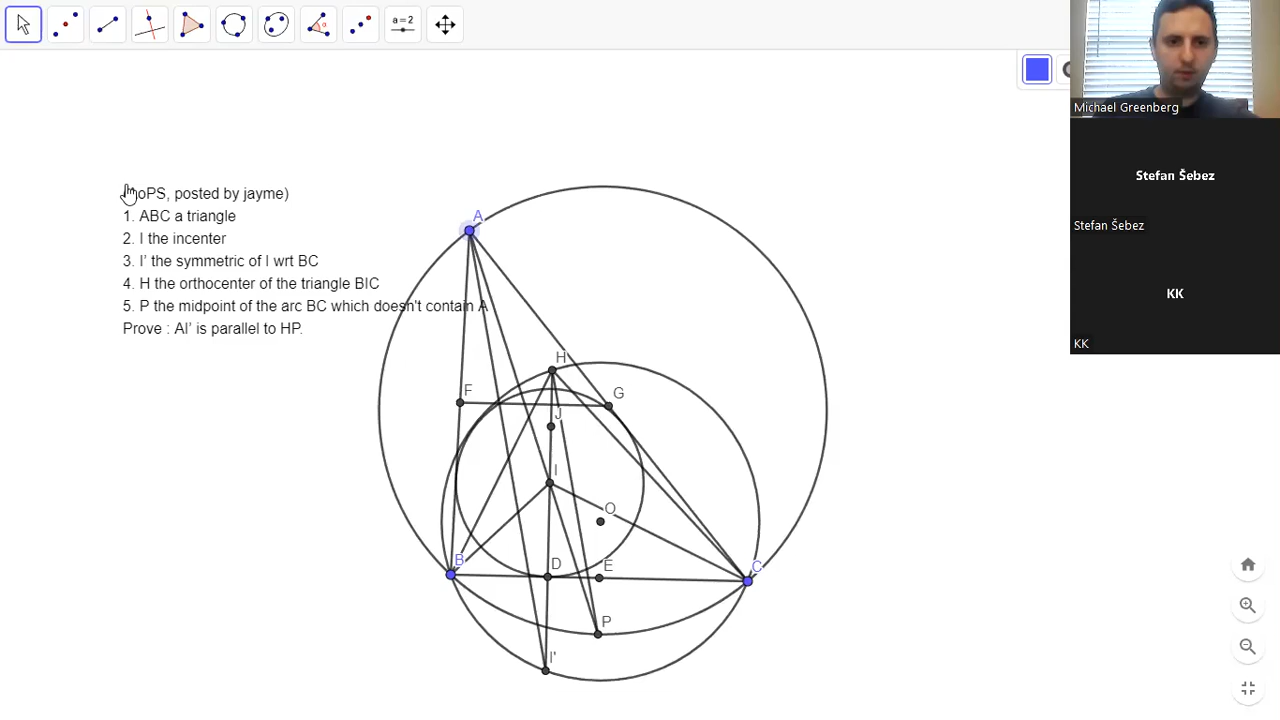 a=2
Michael Greenberg
Stefan Šebez
Stefan Šebez
KK
KK
oPS, posted by jayme)
1. ABC a triangle
2. I the incenter
3. I' the symmetric of I wrt BC
4. H the orthocenter of the triangle BIC
5. P the midpoint of the arc BC which doesn't contain A
Prove : AI' is parallel to HP.
A
H
F
G
J
I
O
B
D
E
C
P
I'